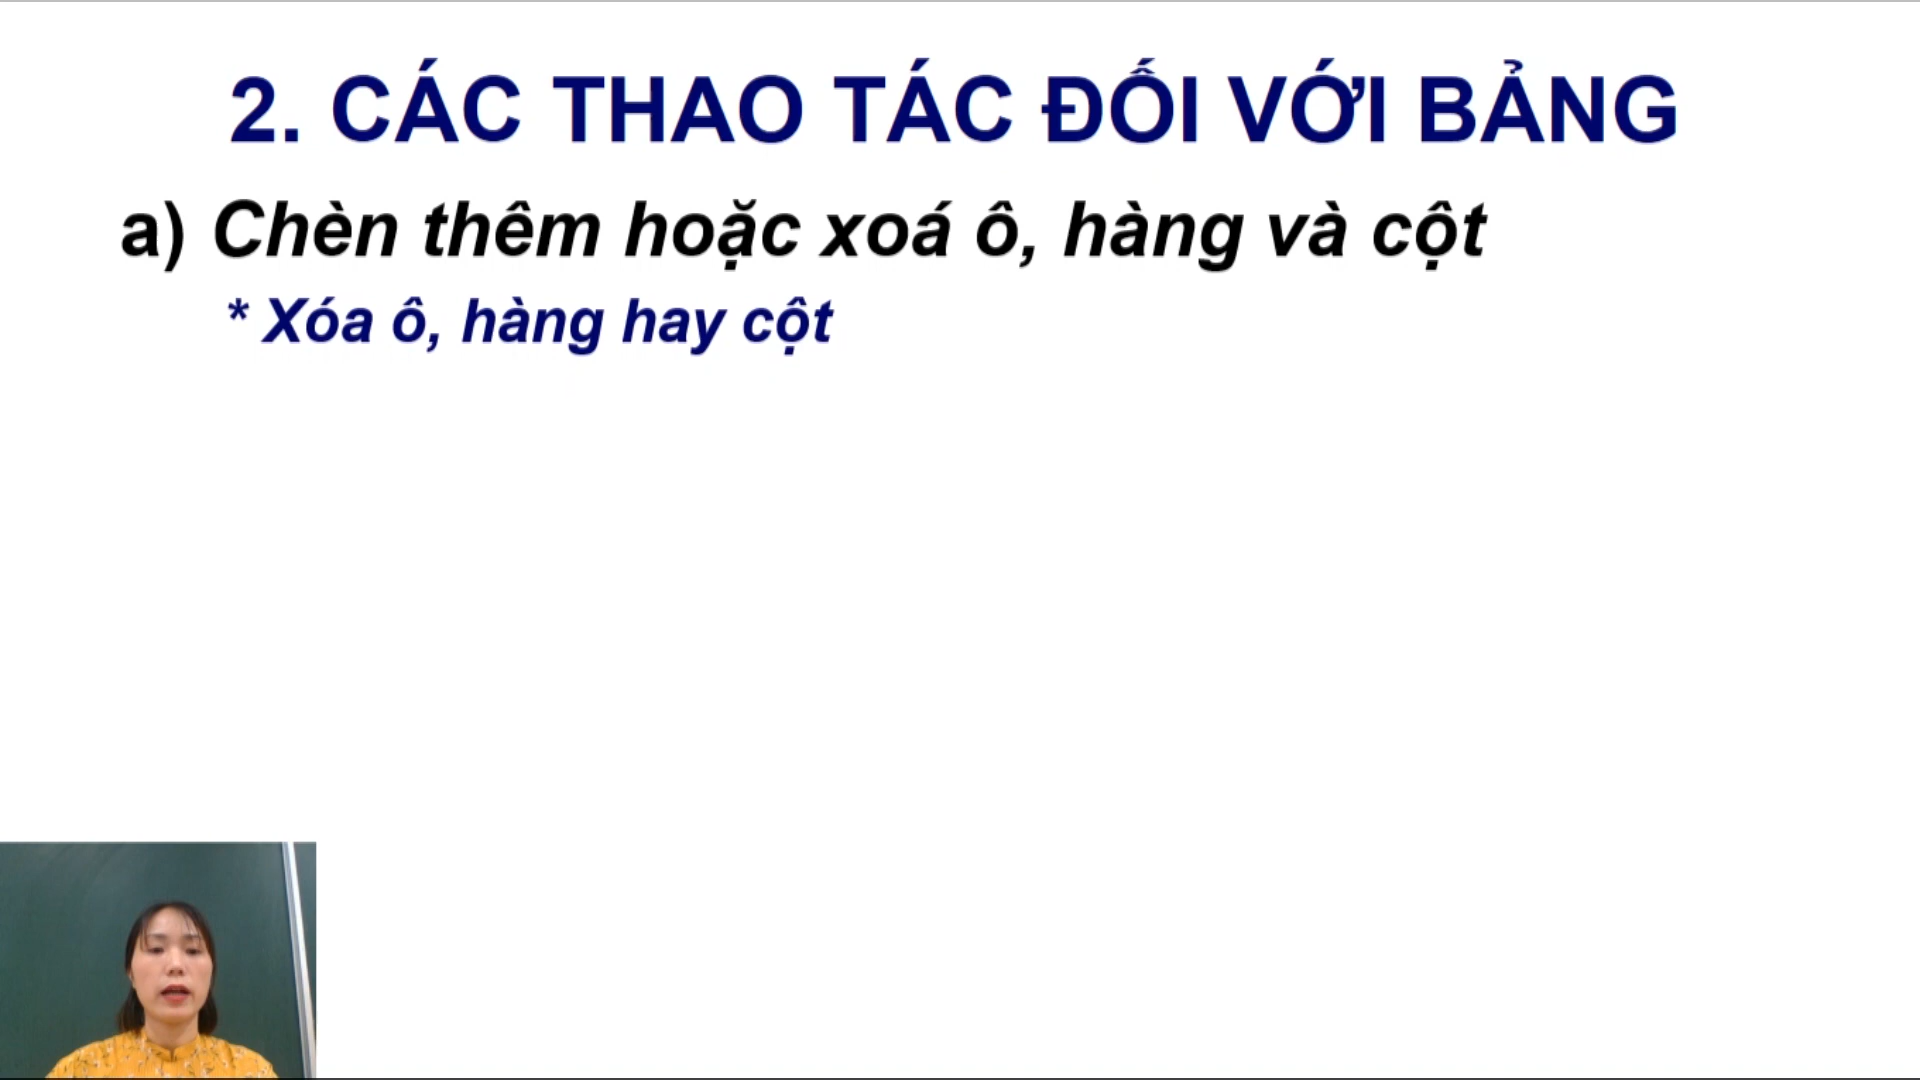 2. CÁC THAO TÁC ĐỐI VỚI BẢNG
a) Chèn thêm hoặc xoá ô, hàng và cột
* Xóa ô, hàng hay cột